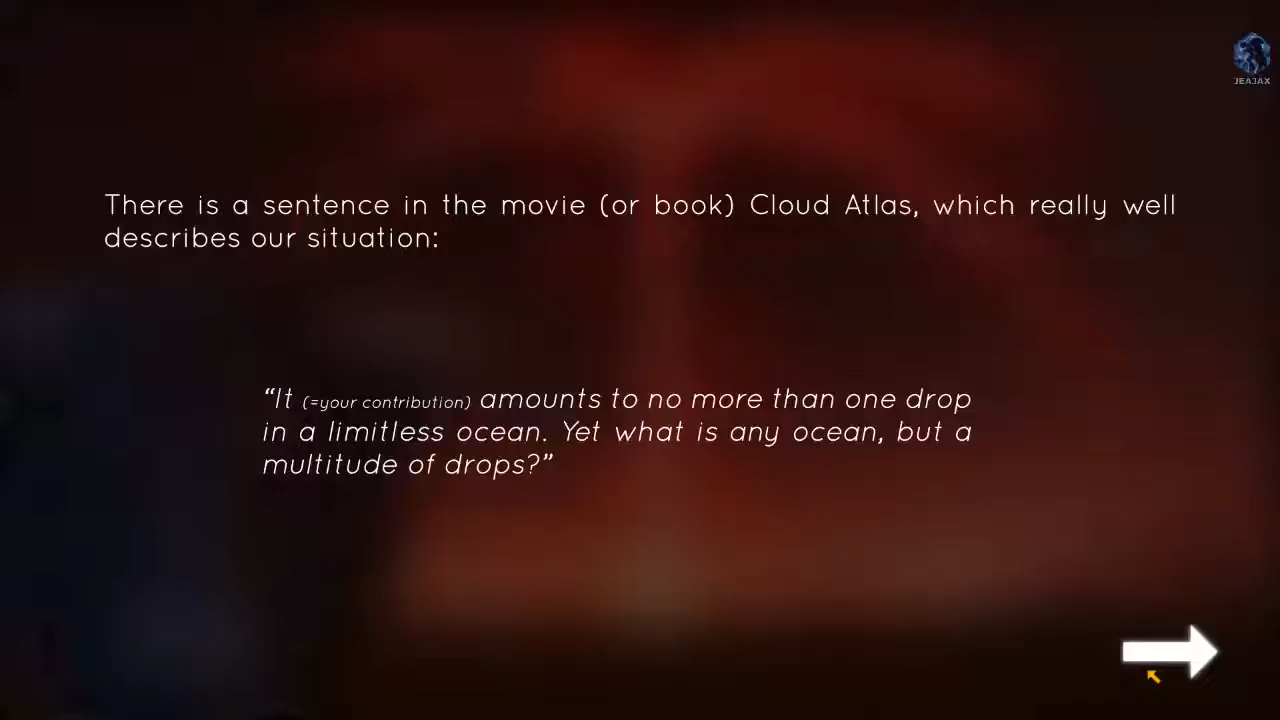 JEAJAX
There is a sentence in the movie (or book) Cloud Atlas, which really well
describes our situation:
“It (=your contribution) amounts to no more than one drop
in a limitless ocean. Yet what is any ocean, but a
multitude of drops?”